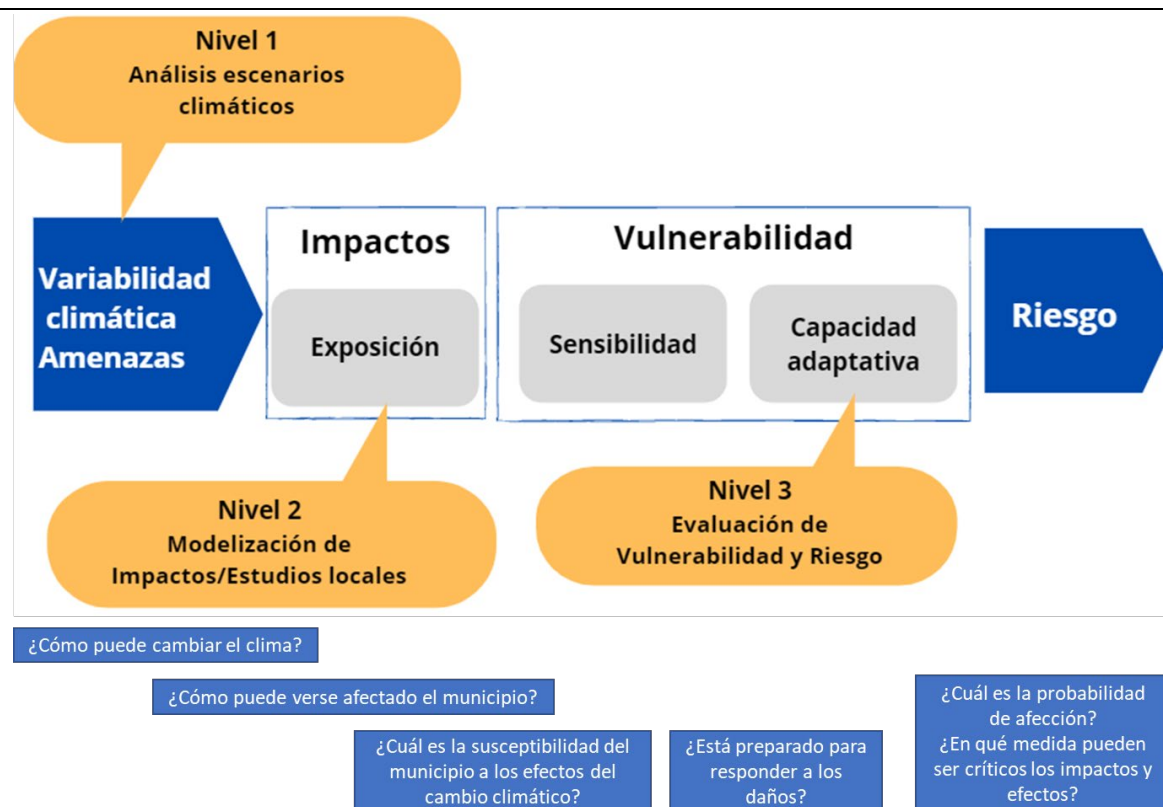 Nivel 1
Análisis escenarios
climáticos
Variabilidad
climática
Amenazas
Impactos
Exposición
Vulnerabilidad
Sensibilidad
Capacidad
adaptativa
Riesgo
Nivel 2
Modelización de
Impactos/Estudios locales
Nivel 3
Evaluación de
Vulnerabilidad y Riesgo
¿Cómo puede cambiar el clima?
¿Cómo puede verse afectado el municipio?
¿Cuál es la susceptibilidad del
municipio a los efectos del
cambio climático?
¿Está preparado para
responder a los
daños?
¿Cuál es la probabilidad
de afección?
¿En qué medida pueden
ser críticos los impactos y
efectos?